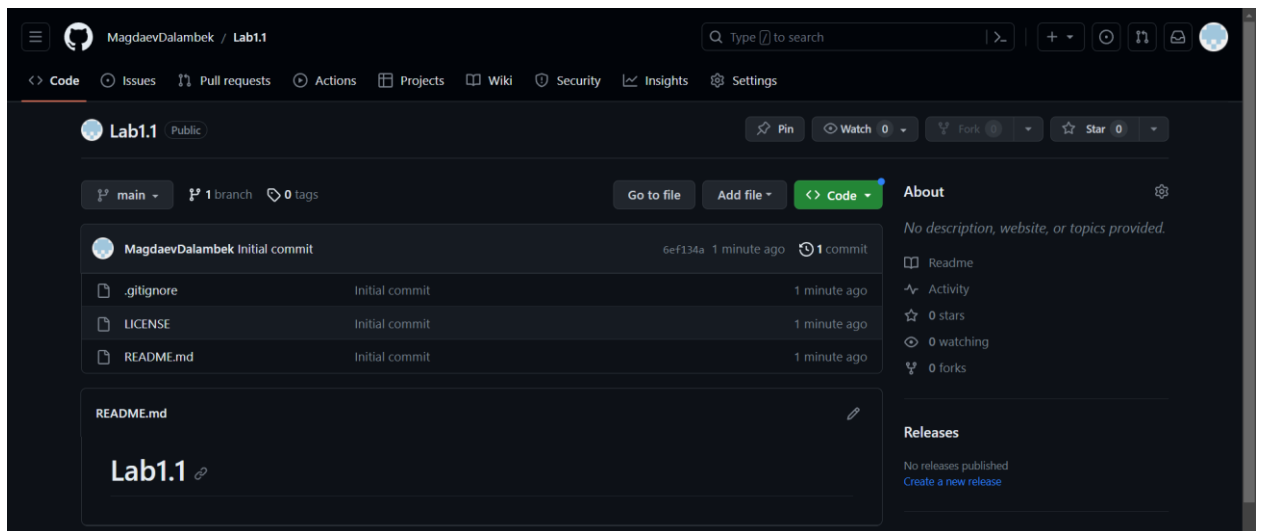 MagdaevDalambek / Lab1.1
Type / to search
Code Issues Pull requests Actions Projects Wiki Security Insights Settings
Lab1.1 Public
Pin Watch 0 Fork 0 Star 0
main 1 branch 0 tags
Go to file Add file Code
MagdaevDalambek Initial commit 6ef134a 1 minute ago 1 commit
.gitignore Initial commit 1 minute ago
LICENSE Initial commit 1 minute ago
README.md Initial commit 1 minute ago
README.md
Lab1.1
About
No description, website, or topics provided.
Readme
Activity
0 stars
0 watching
0 forks
Releases
No releases published
Create a new release